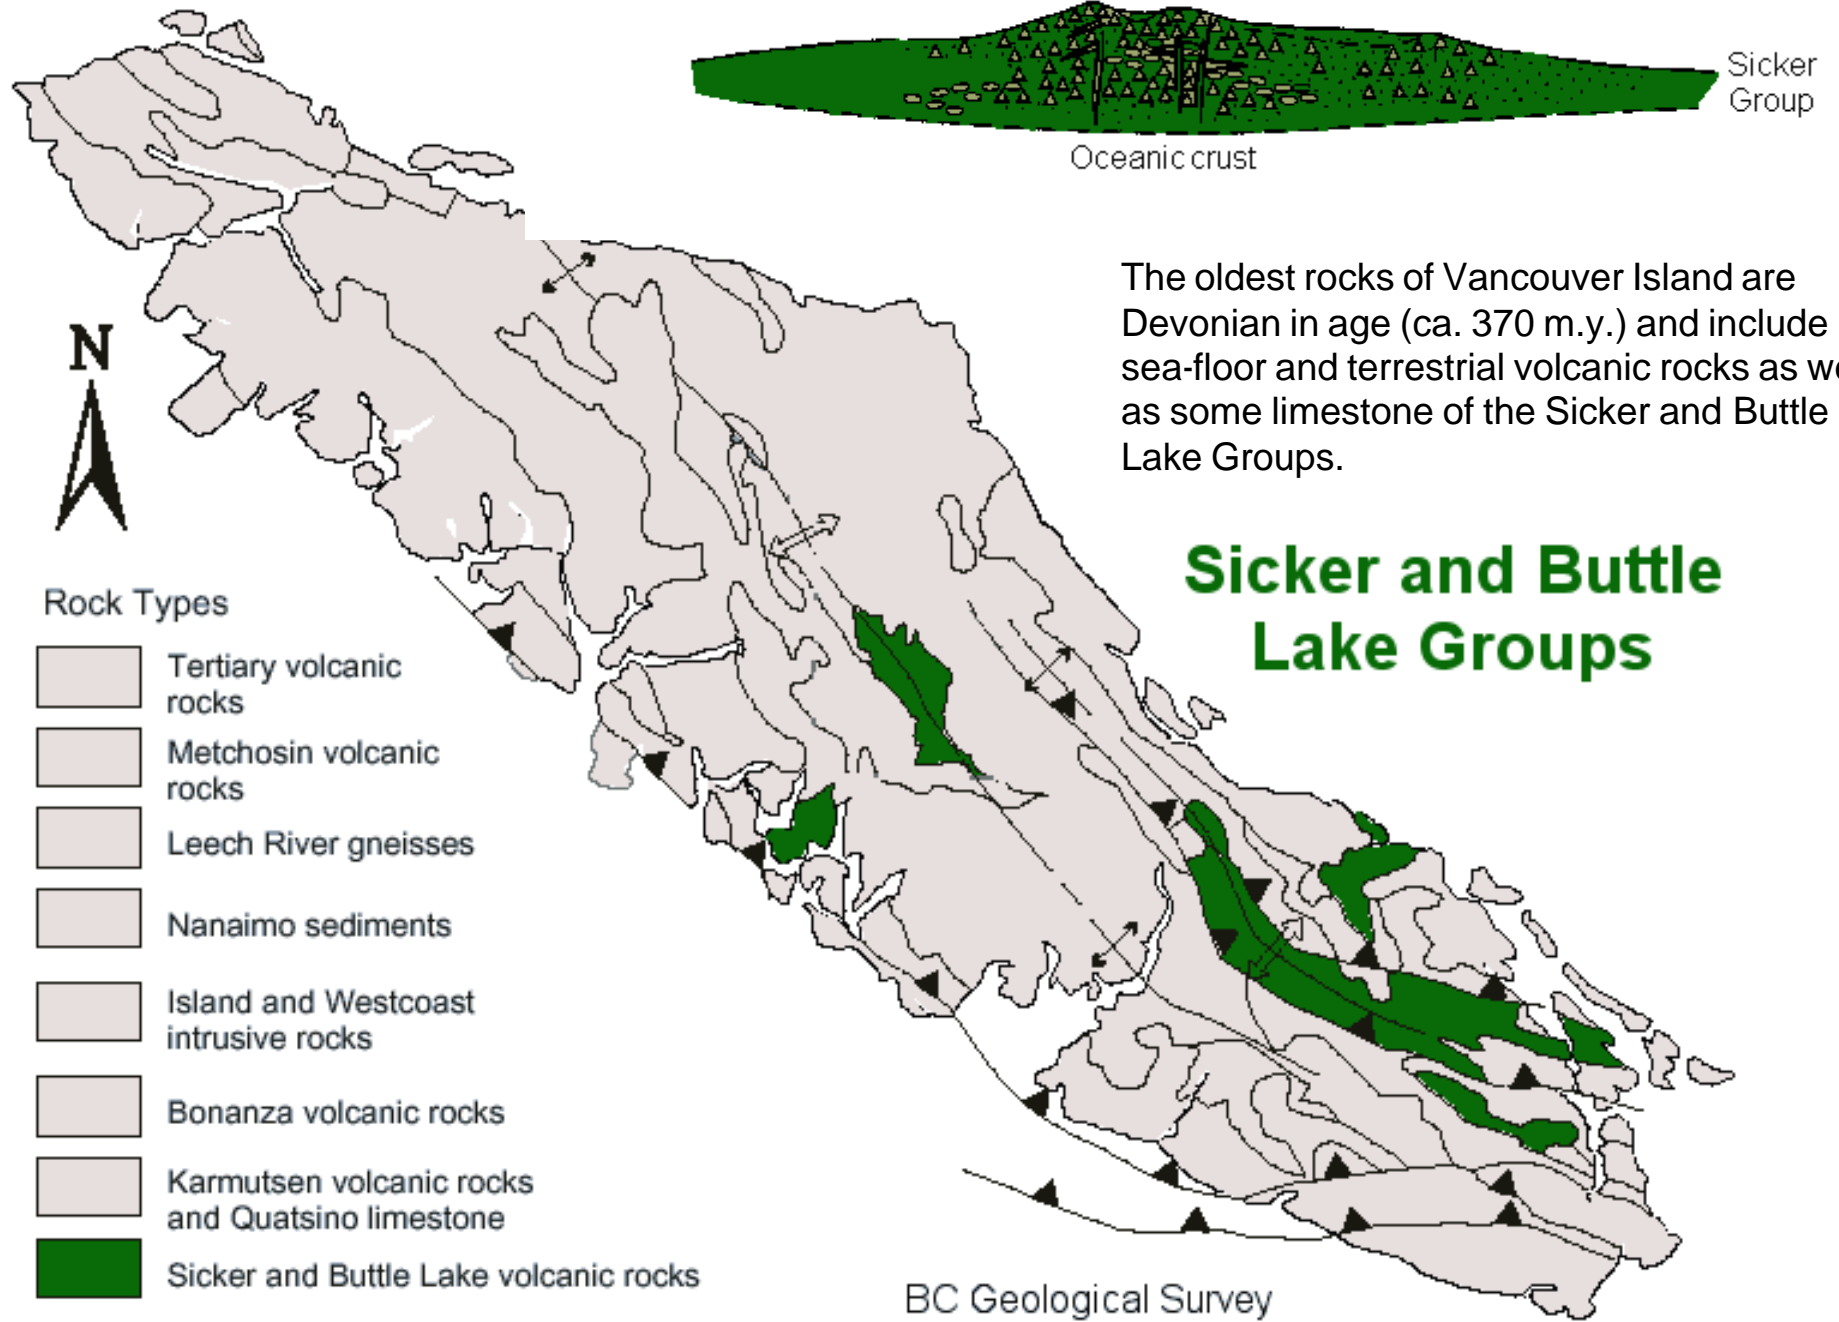 Sicker
Group
Oceanic crust
The oldest rocks of Vancouver Island are
Devonian in age (ca. 370 m.y.) and include
sea-floor and terrestrial volcanic rocks as
as some limestone of the Sicker and Buttle
Lake Groups.
N
Sicker and Buttle
Lake Groups
Rock Types
Tertiary volcanic
rocks
Metchosin volcanic
rocks
Leech River gneisses
Nanaimo sediments
Island and Westcoast
intrusive rocks
Bonanza volcanic rocks
Karmutsen volcanic rocks
and Quatsino limestone
Sicker and Buttle Lake volcanic rocks
BC Geological Survey